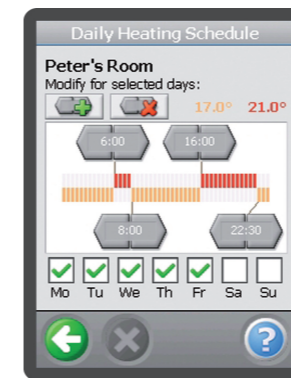 Daily Heating Schedule
Peter's Room
Modify for selected days:
17.0° 21.0°
6:00 16:00
8:00 22:30
Mo Tu We Th Fr Sa Su
?